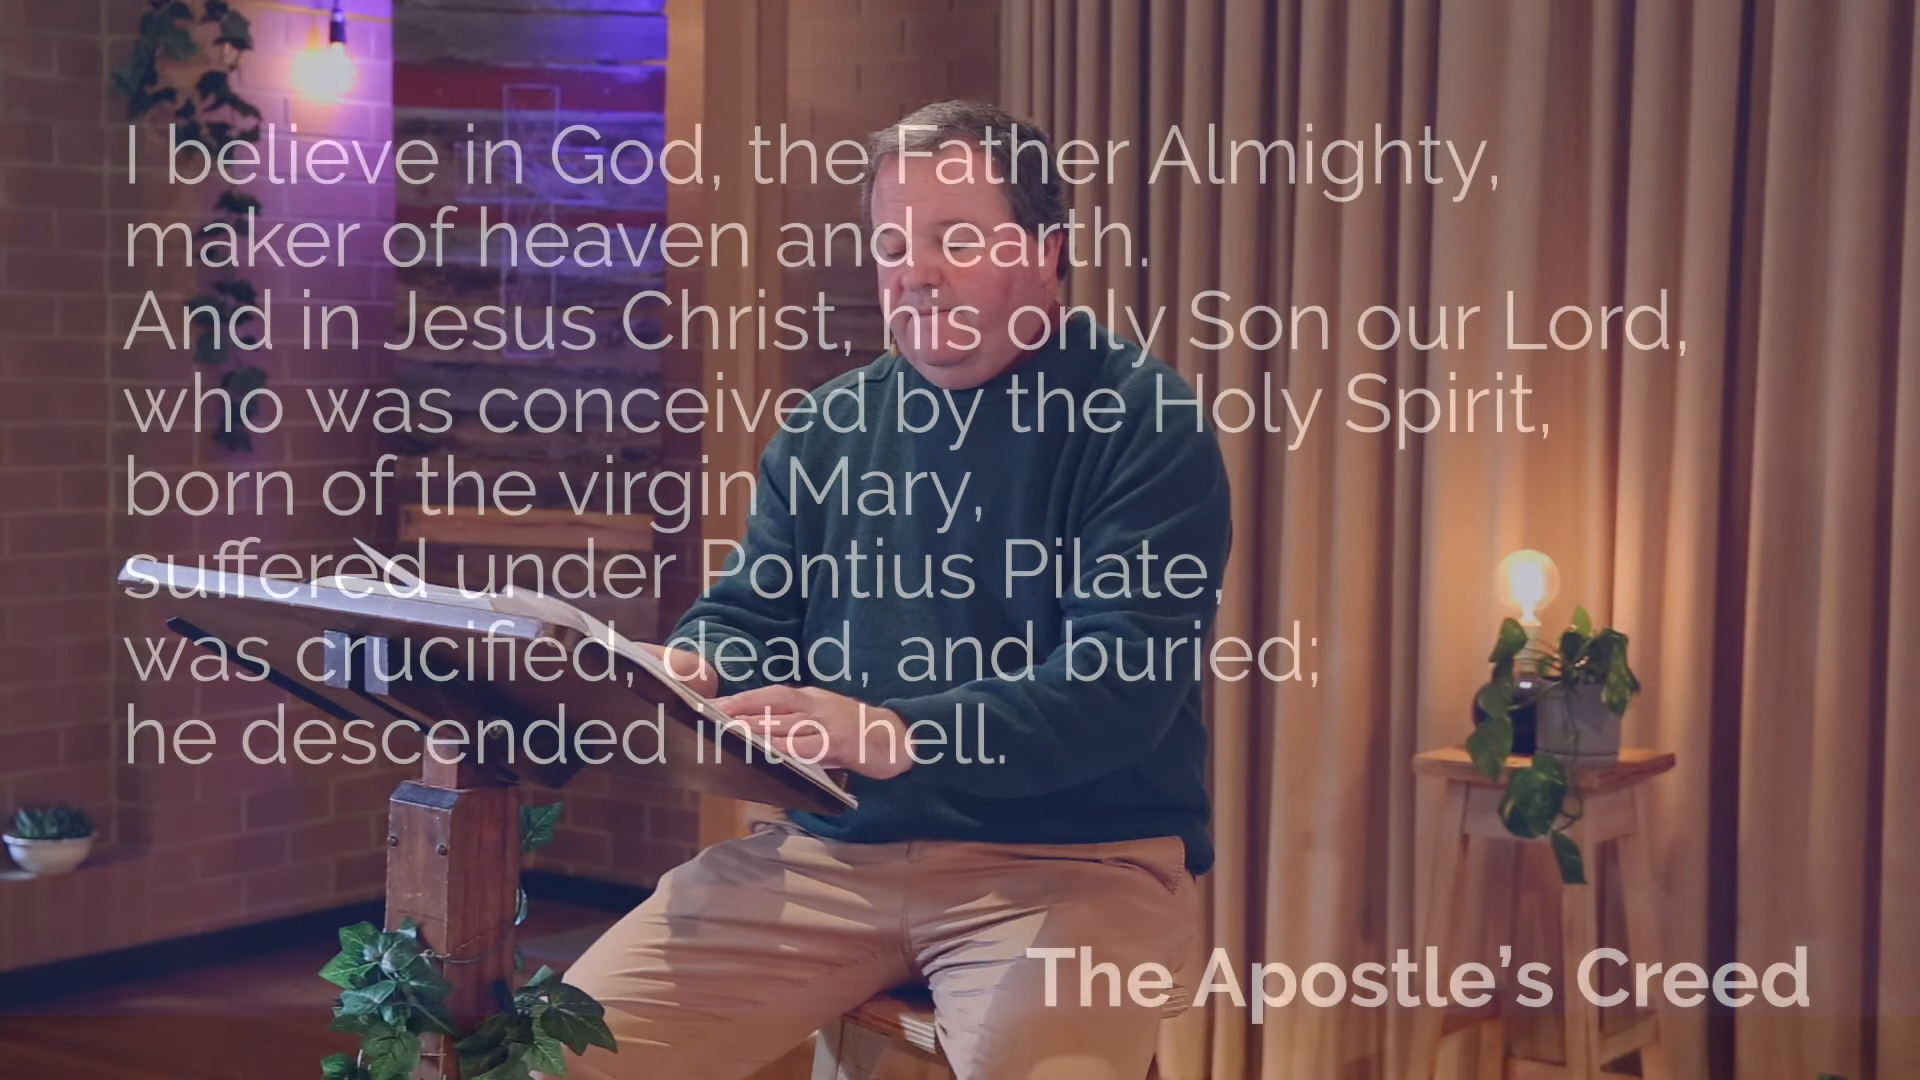 I believe in God, the Father Almighty,
maker of heaven and earth.
And in Jesus Christ, his only Son our Lord,
who was conceived by the Holy Spirit,
born of the virgin Mary,
suffered under Pontius Pilate,
was crucified, dead, and buried;
he descended into hell.
The Apostle’s Creed